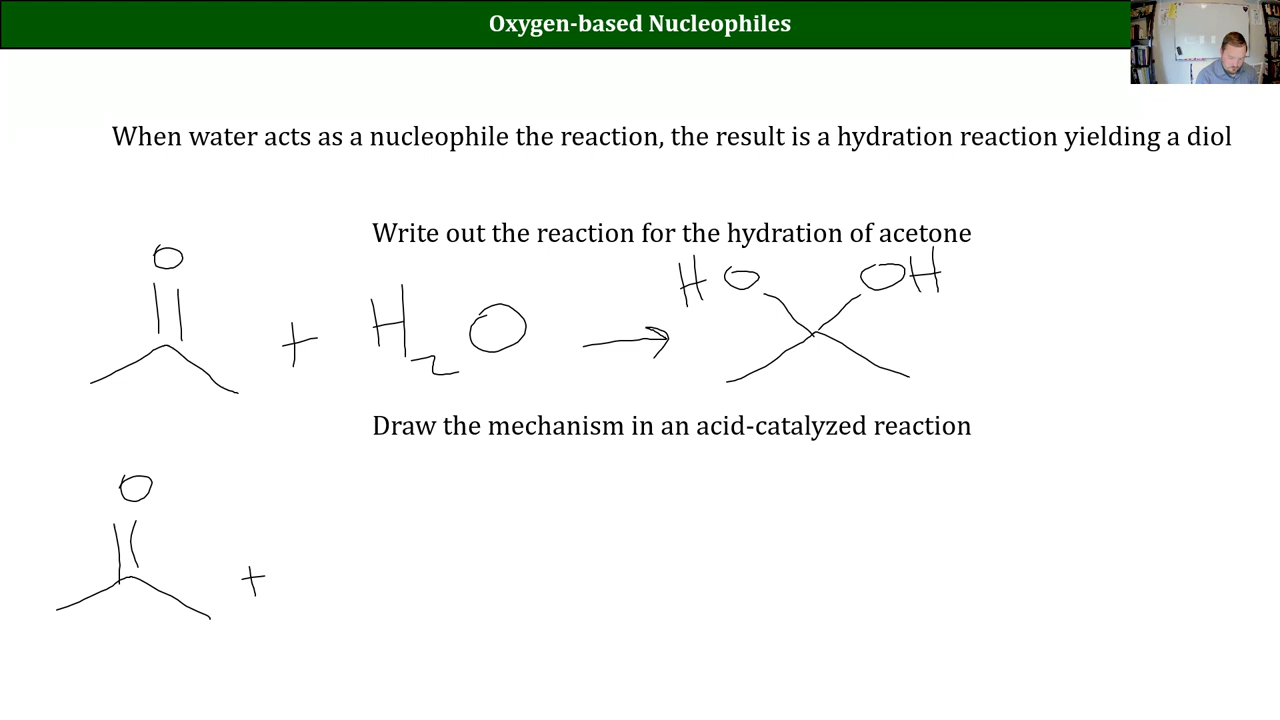 Oxygen-based Nucleophiles
When water acts as a nucleophile the reaction, the result is a hydration reaction yielding a diol
Write out the reaction for the hydration of acetone
O + H2O → HO OH
Draw the mechanism in an acid-catalyzed reaction
O +